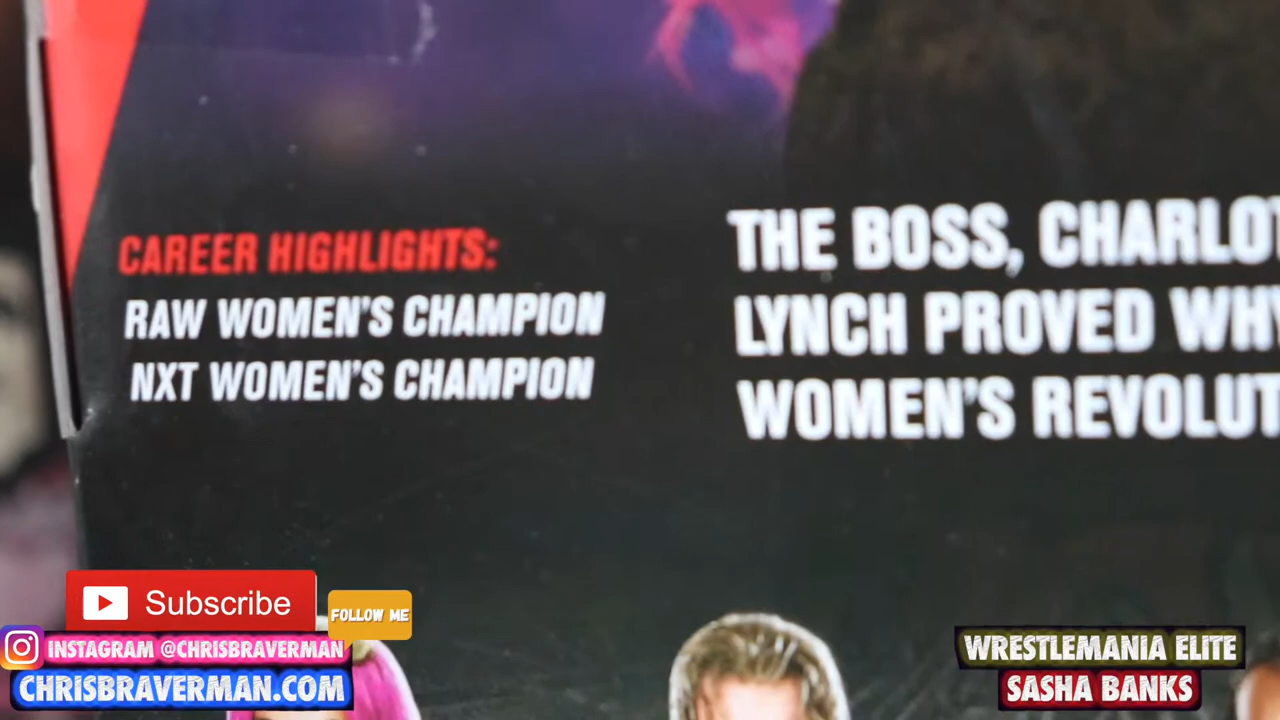 CAREER HIGHLIGHTS:
RAW WOMEN'S CHAMPION
NXT WOMEN'S CHAMPION
THE BOSS, CHARLOT
LYNCH PROVED WHY
WOMEN'S REVOLUT
Subscribe
FOLLOW ME
INSTAGRAM @CHRISBRAVERMAN
CHRISBRAVERMAN.COM
WRESTLEMANIA ELITE
SASHA BANKS